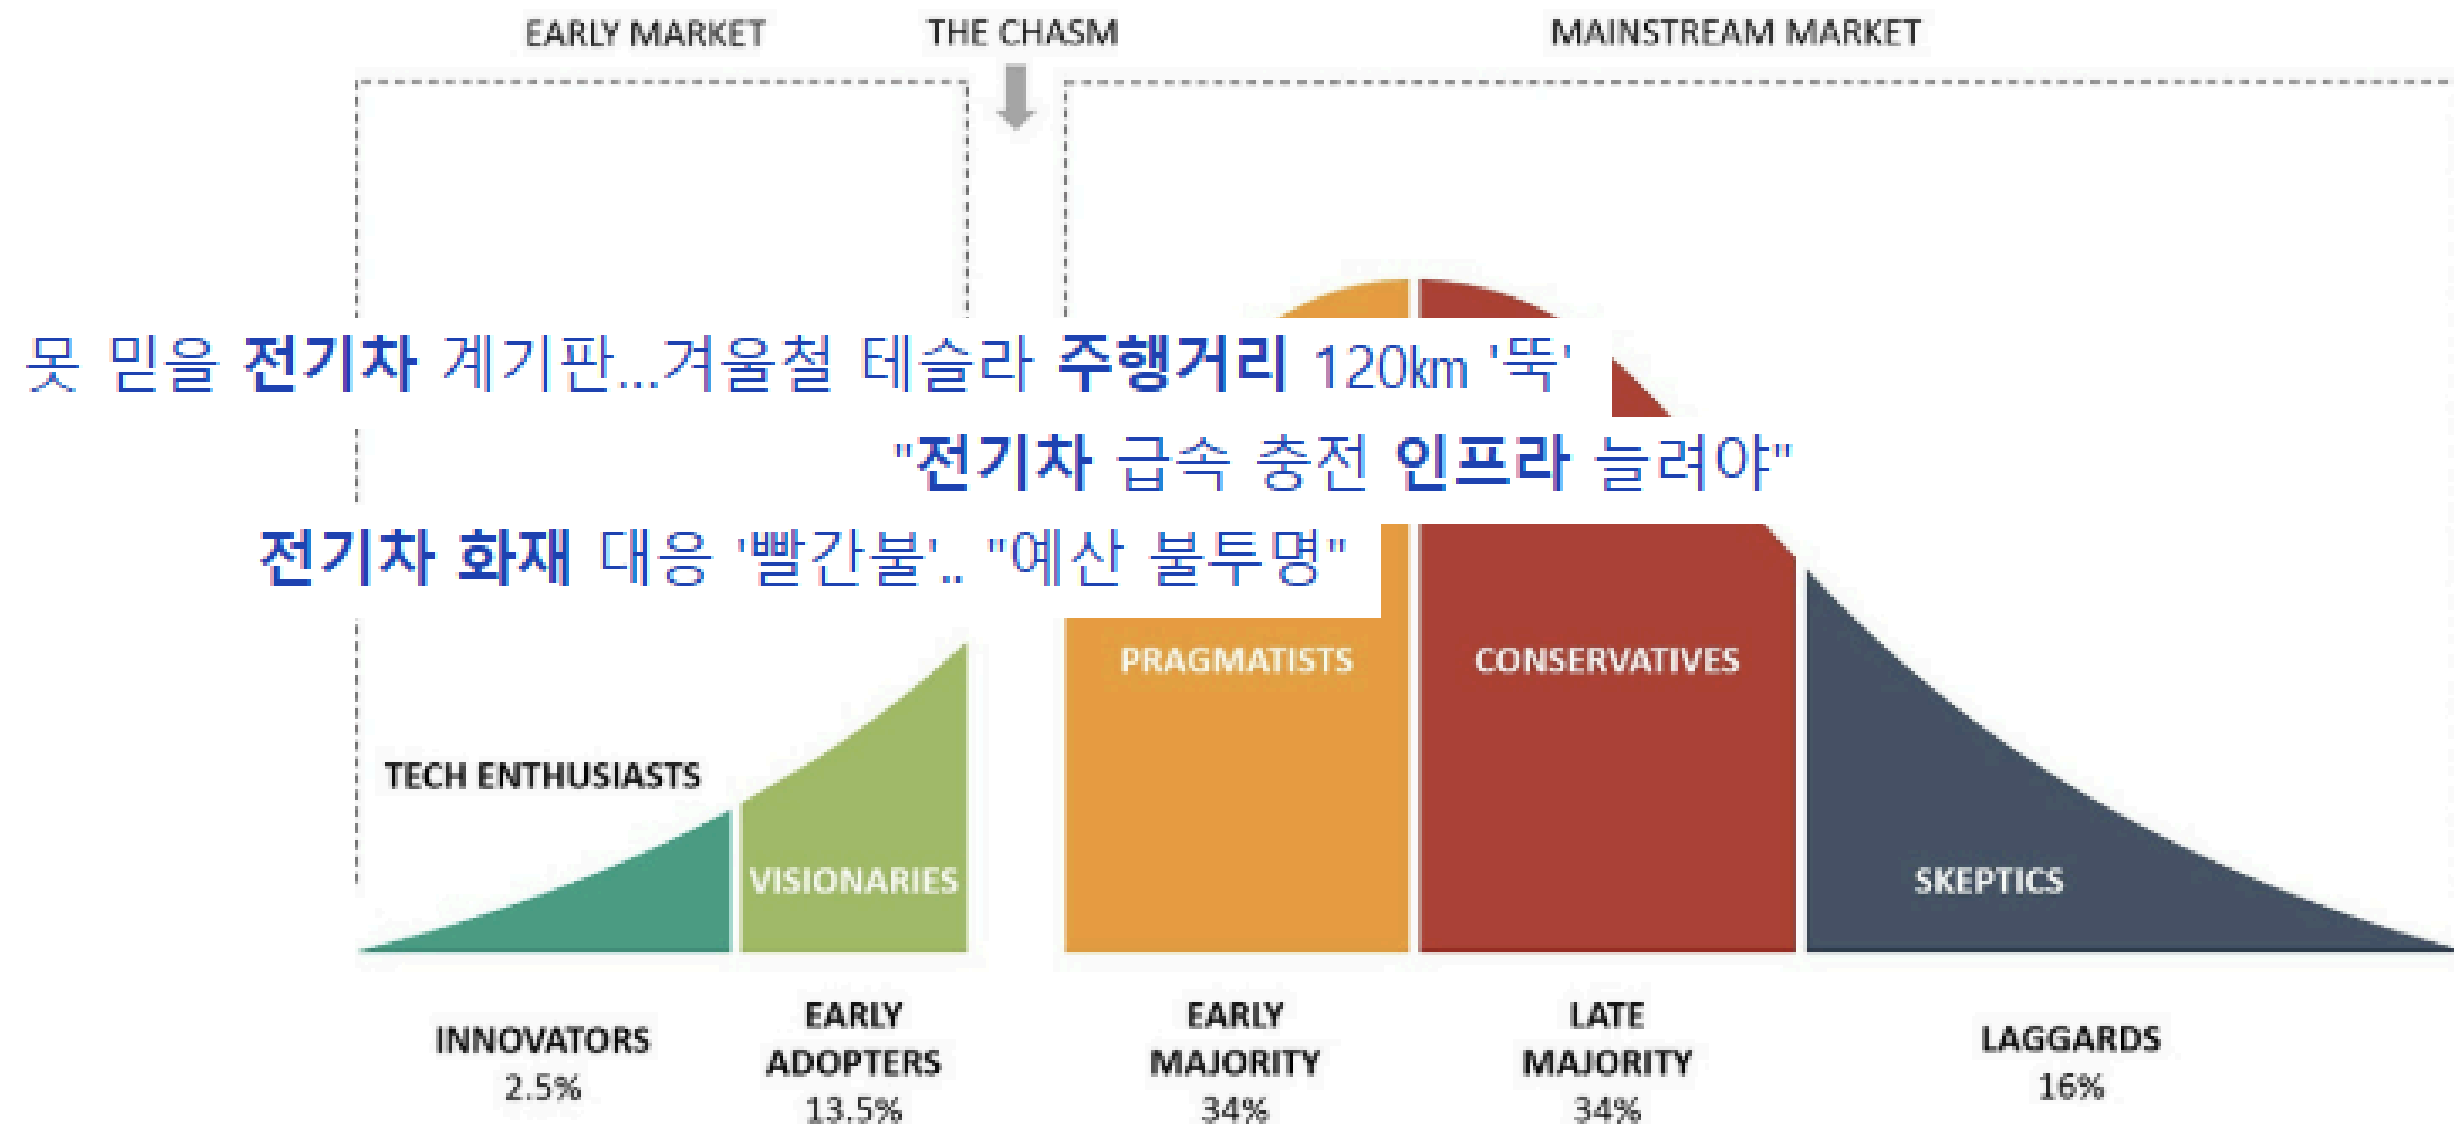 EARLY MARKET
THE CHASM
MAINSTREAM MARKET
못 믿을 전기차 계기판...겨울철 테슬라 주행거리 120km '뚝'
"전기차 급속 충전 인프라 늘려야"
전기차 화재 대응 '빨간불'.. "예산 불투명"
PRAGMATISTS
CONSERVATIVES
TECH ENTHUSIASTS
VISIONARIES
SKEPTICS
INNOVATORS
2.5%
EARLY
ADOPTERS
13.5%
EARLY
MAJORITY
34%
LATE
MAJORITY
34%
LAGGARDS
16%